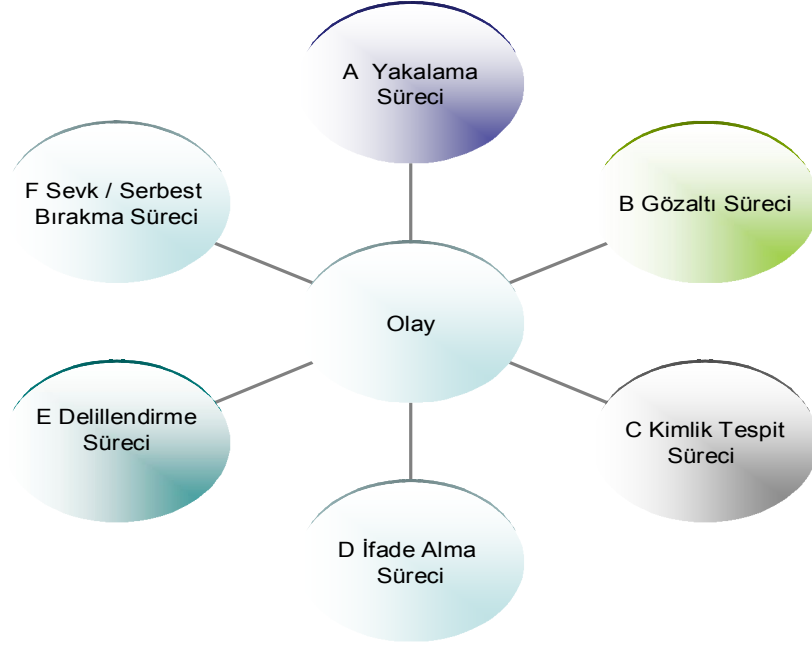 A Yakalama
Süreci
B Gözaltı Süreci
C Kimlik Tespit
Süreci
D İfade Alma
Süreci
E Delillendirme
Süreci
F Sevk / Serbest
Bırakma Süreci
Olay